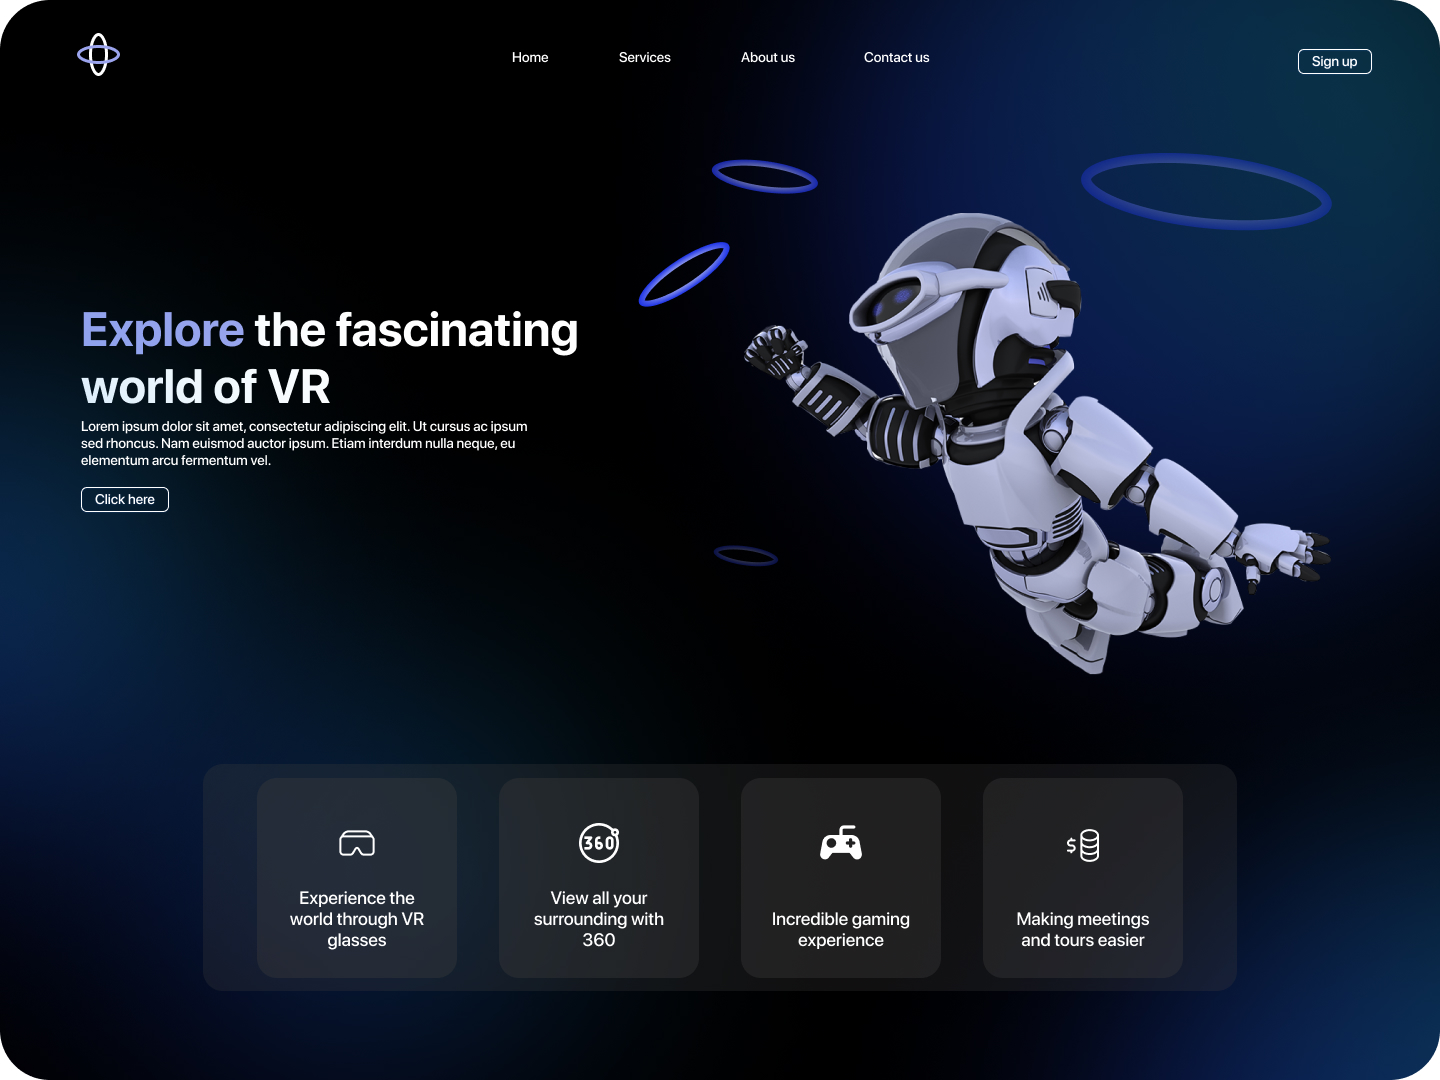 Home
Services
About us
Contact us
Sign up
Explore the fascinating
world of VR
Lorem ipsum dolor sit amet, consectetur adipiscing elit. Ut cursus ac ipsum
sed rhoncus. Nam euismod auctor ipsum. Etiam interdum nulla neque, eu
elementum arcu fermentum vel.
Click here
Experience the
world through VR
glasses
360
View all your
surrounding with
360
Incredible gaming
experience
$
Making meetings
and tours easier